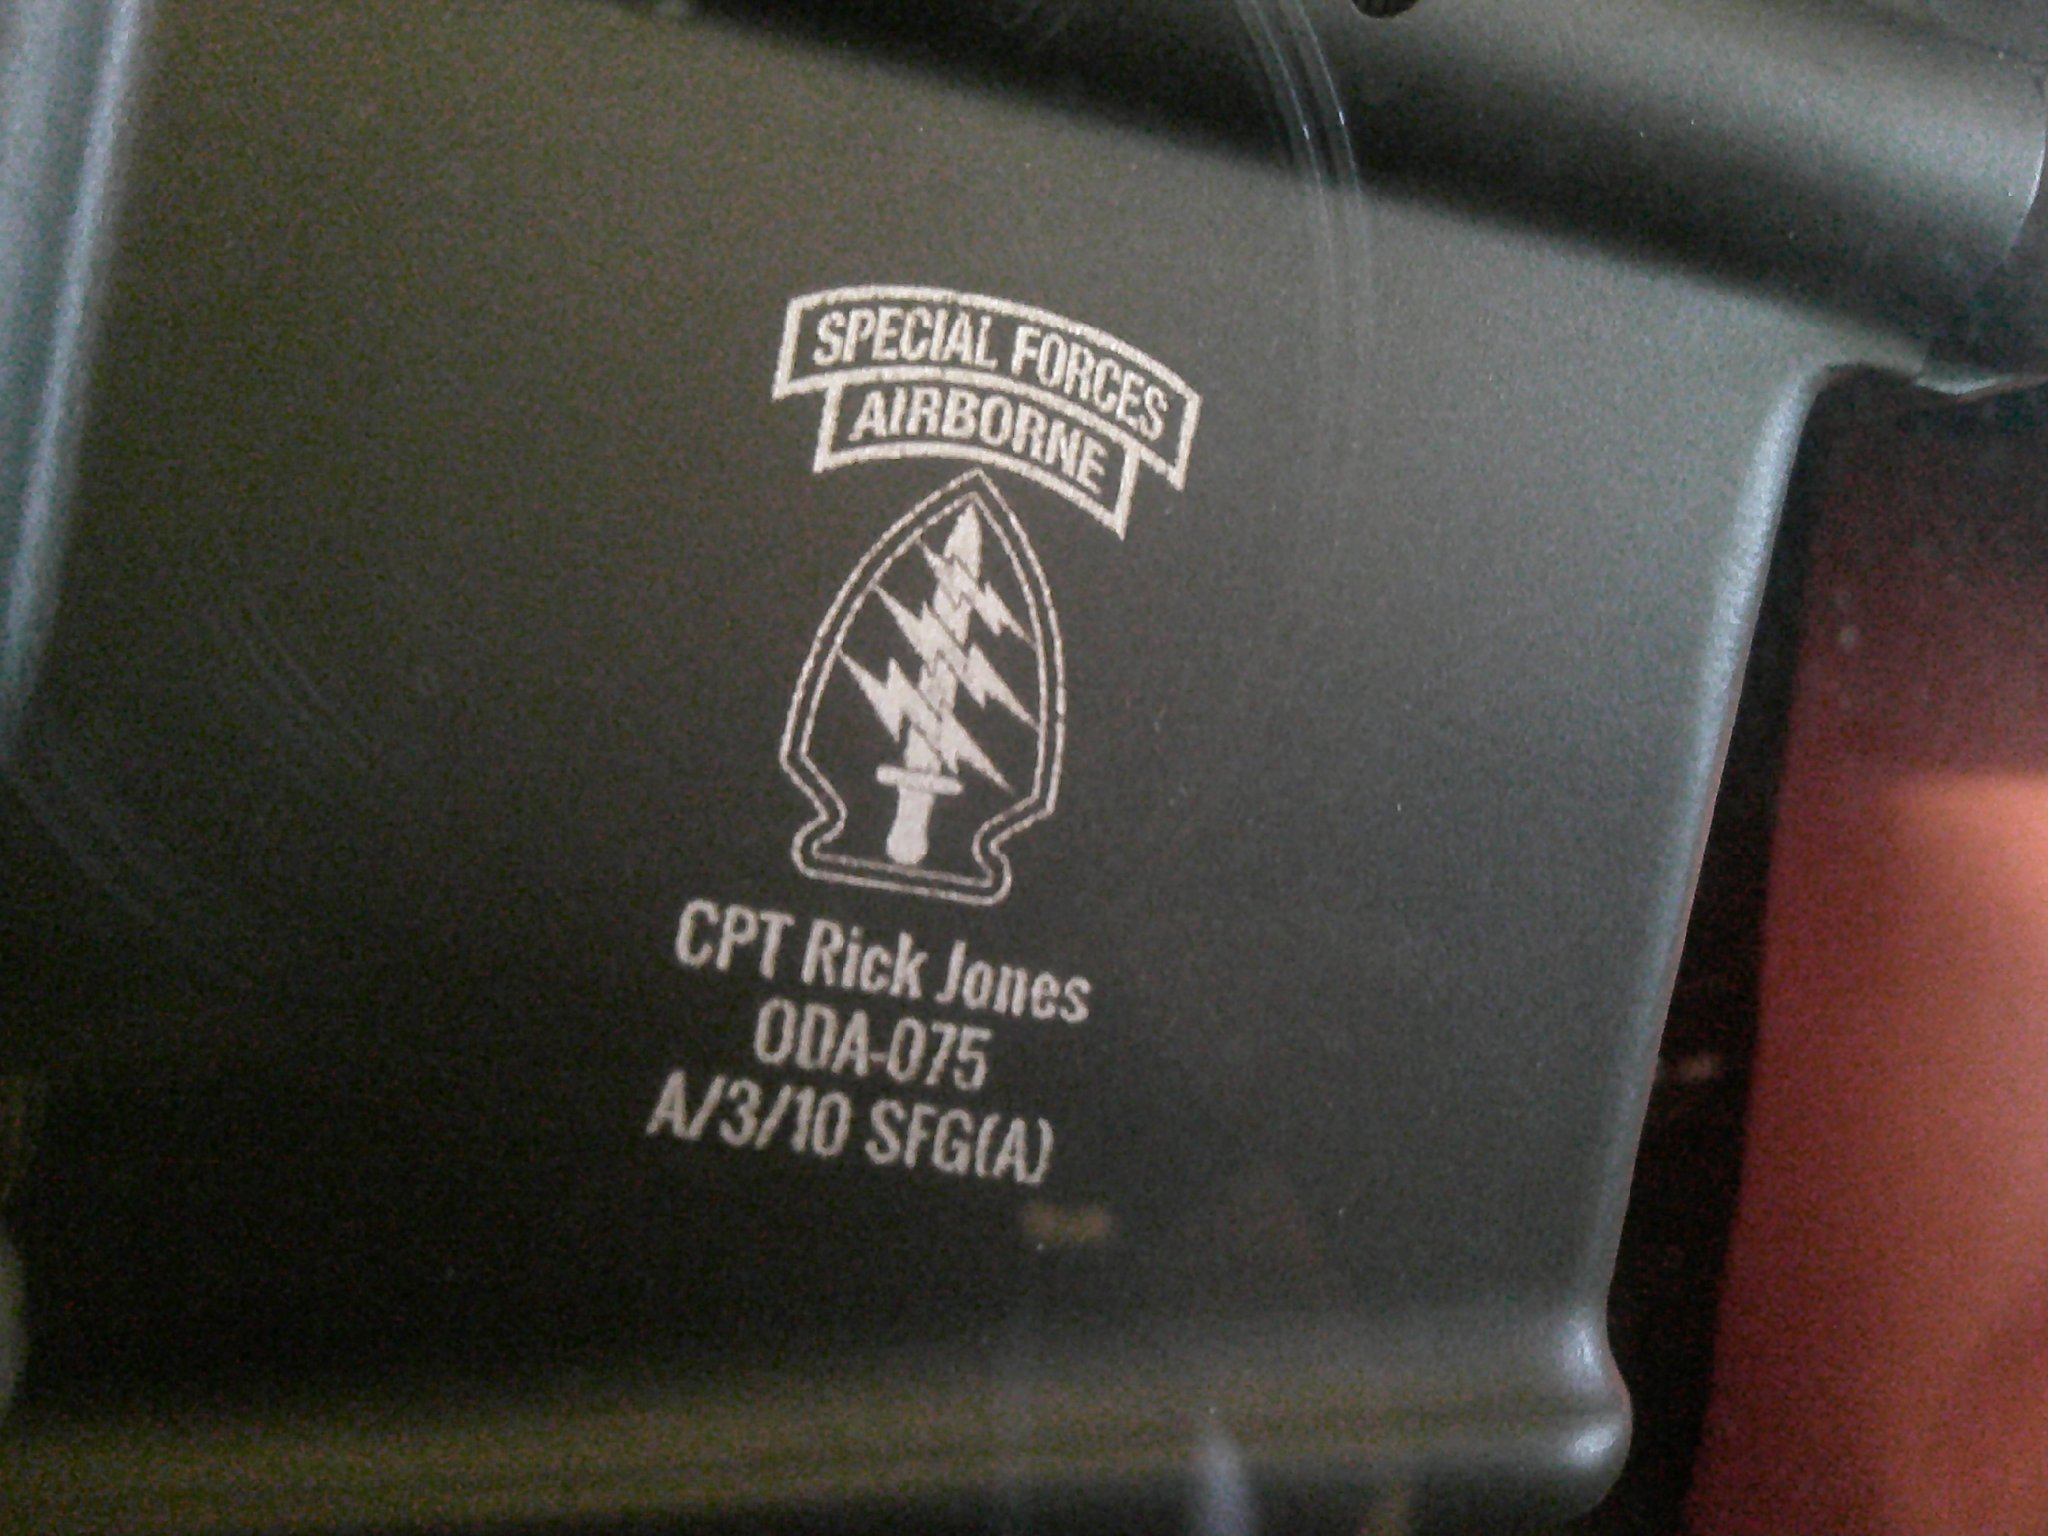 SPECIAL FORCES
AIRBORNE
CPT Rick Jones
ODA-075
A/3/10 SFG(A)